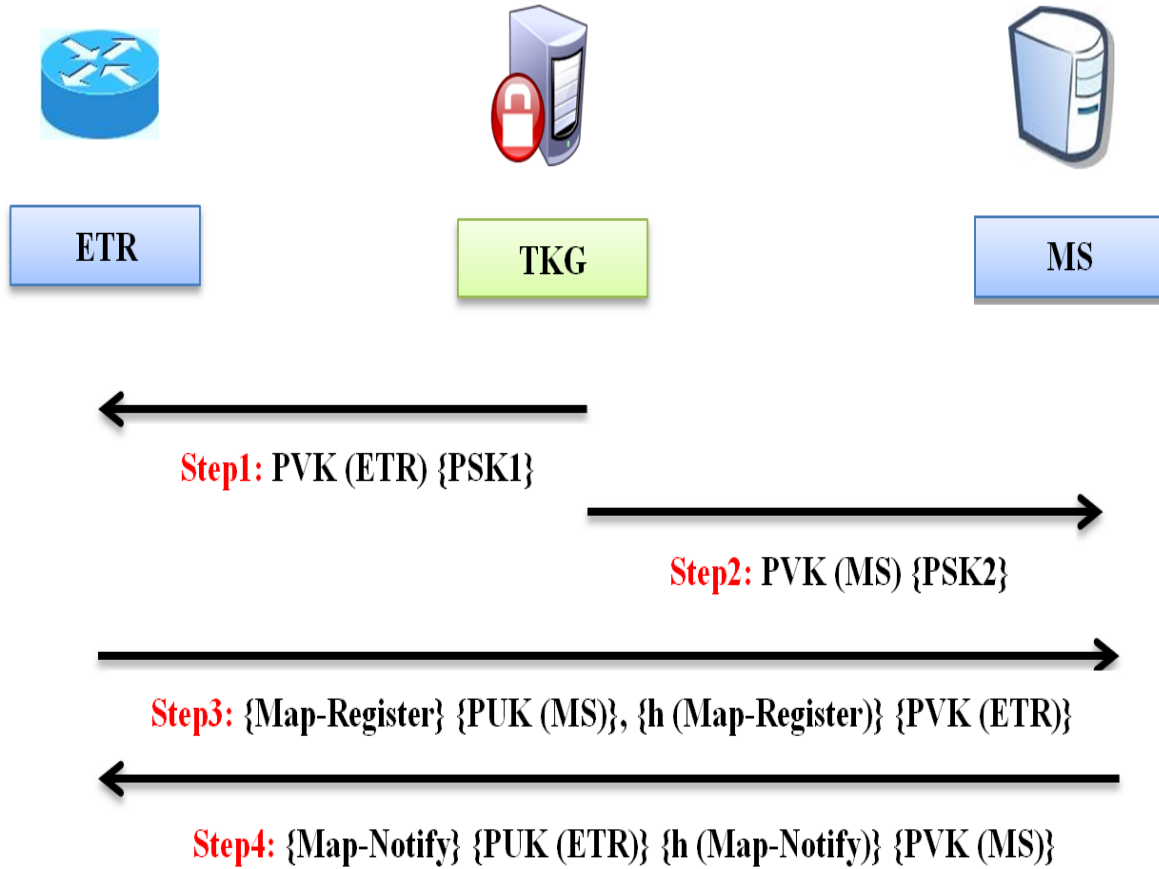 ETR
TKG
MS
Step1: PVK (ETR) {PSK1}
Step2: PVK (MS) {PSK2}
Step3: {Map-Register} {PUK (MS)}, {h (Map-Register)} {PVK (ETR)}
Step4: {Map-Notify} {PUK (ETR)} {h (Map-Notify)} {PVK (MS)}